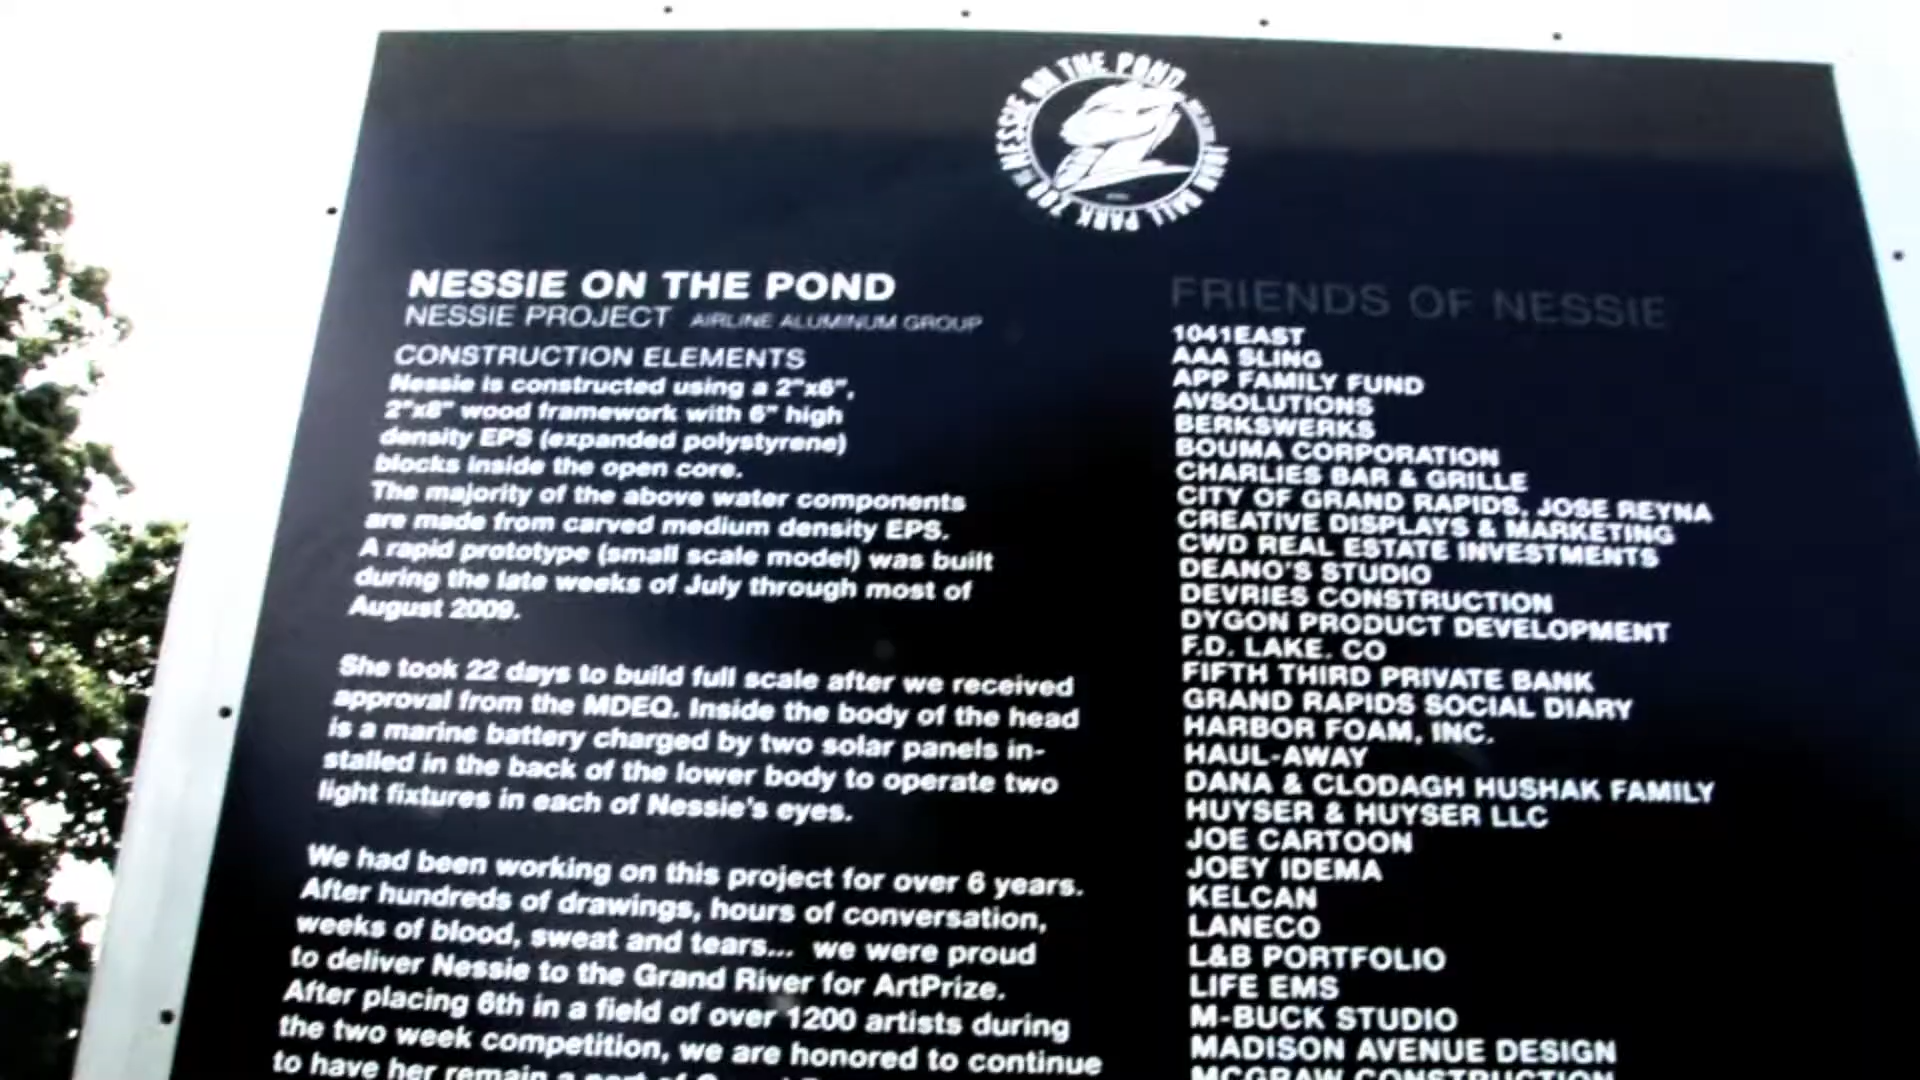 NESSIE ON THE POND
JOHN BALL PARK ZOO
NESSIE ON THE POND
NESSIE PROJECT AIRLINE ALUMINUM GROUP
CONSTRUCTION ELEMENTS
Nessie is constructed using a 2"x6",
2"x8" wood framework with 6" high
density EPS (expanded polystyrene)
blocks inside the open core.
The majority of the above water components
are made from carved medium density EPS.
A rapid prototype (small scale model) was built
during the late weeks of July through most of
August 2009.
She took 22 days to build full scale after we received
approval from the MDEQ. Inside the body of the head
is a marine battery charged by two solar panels in-
stalled in the back of the lower body to operate two
light fixtures in each of Nessie's eyes.
We had been working on this project for over 6 years.
After hundreds of drawings, hours of conversation,
weeks of blood, sweat and tears... we were proud
to deliver Nessie to the Grand River for ArtPrize.
After placing 6th in a field of over 1200 artists during
the two week competition, we are honored to continue
to have her remain a part of
FRIENDS OF NESSIE
1041EAST
AAA SLING
APP FAMILY FUND
AVSOLUTIONS
BERKSWERKS
BOUMA CORPORATION
CHARLIES BAR & GRILLE
CITY OF GRAND RAPIDS, JOSE REYNA
CREATIVE DISPLAYS & MARKETING
CWD REAL ESTATE INVESTMENTS
DEANO'S STUDIO
DEVRIES CONSTRUCTION
DYGON PRODUCT DEVELOPMENT
F.D. LAKE. CO
FIFTH THIRD PRIVATE BANK
GRAND RAPIDS SOCIAL DIARY
HARBOR FOAM, INC.
HAUL-AWAY
DANA & CLODAGH HUSHAK FAMILY
HUYSER & HUYSER LLC
JOE CARTOON
JOEY IDEMA
KELCAN
LANECO
L&B PORTFOLIO
LIFE EMS
M-BUCK STUDIO
MADISON AVENUE DESIGN
MCGRAW CONSTRUCTION